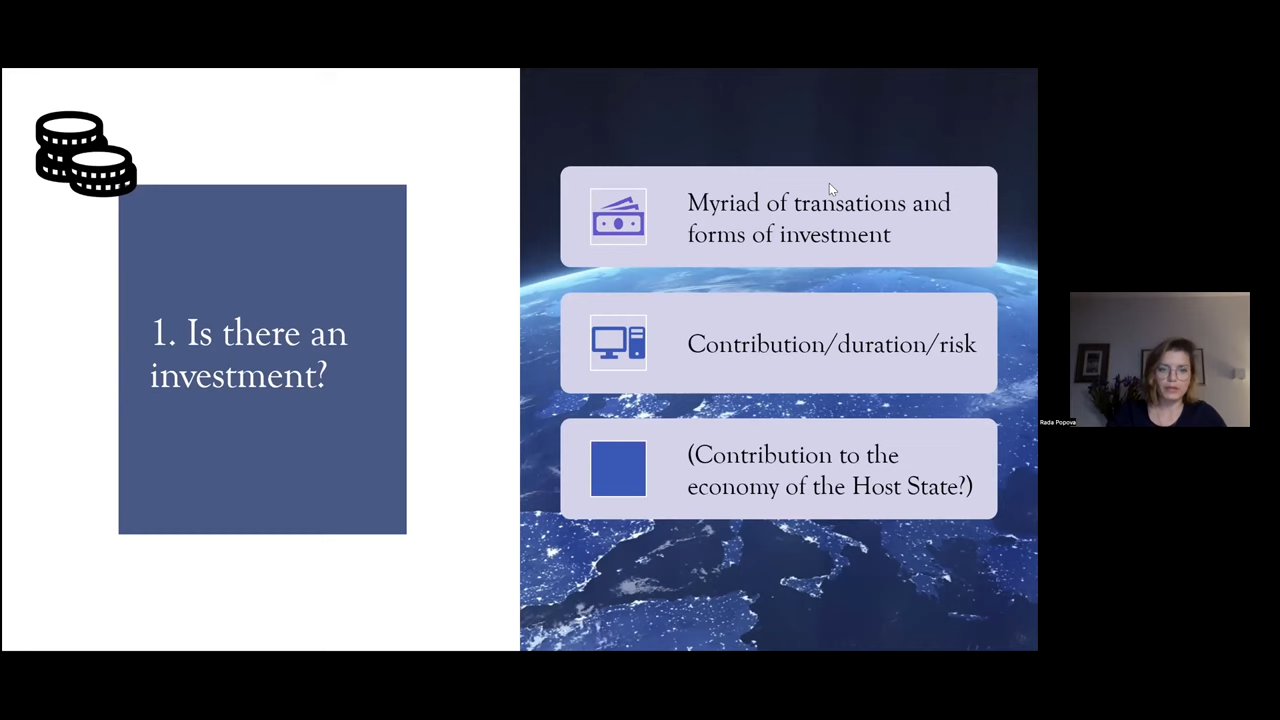 1. Is there an
investment?
Myriad of transations and
forms of investment
Contribution/duration/risk
(Contribution to the
economy of the Host State?)
Rada Popova